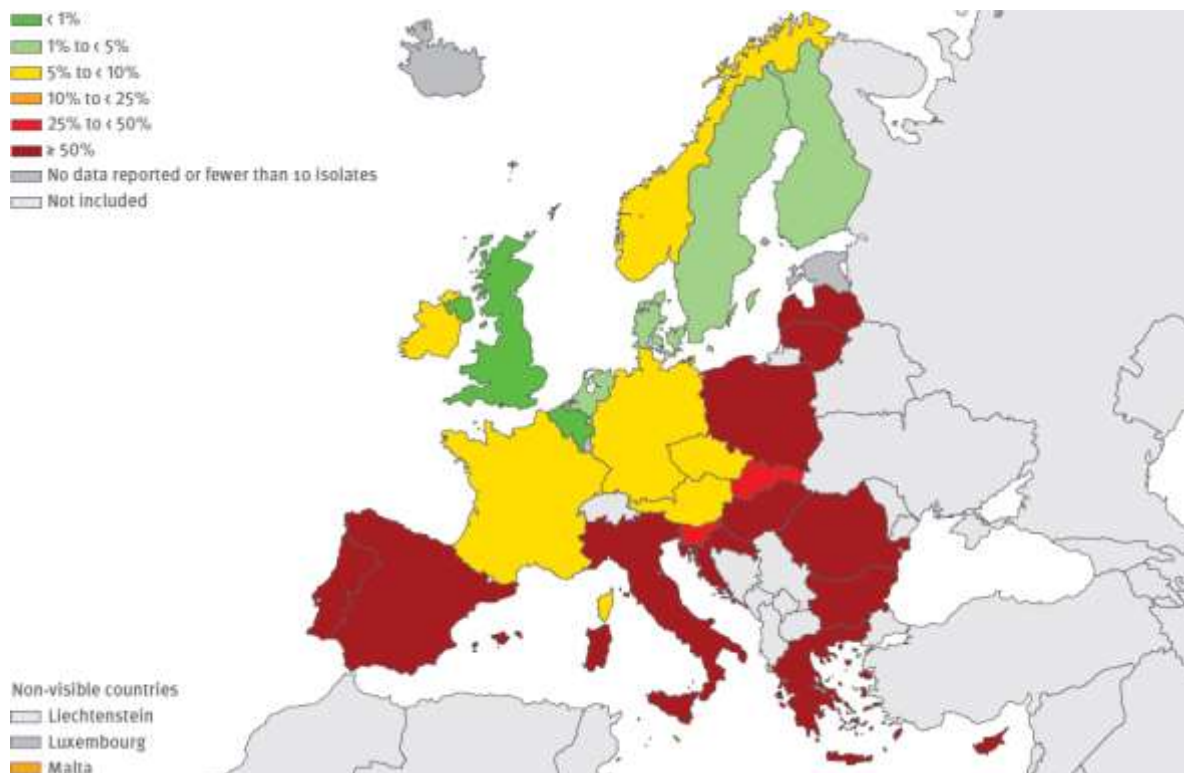 < 1%
1% to < 5%
5% to < 10%
10% to < 25%
25% to < 50%
≥ 50%
No data reported or fewer than 10 isolates
Not included
Non-visible countries
Liechtenstein
Luxembourg
Malta